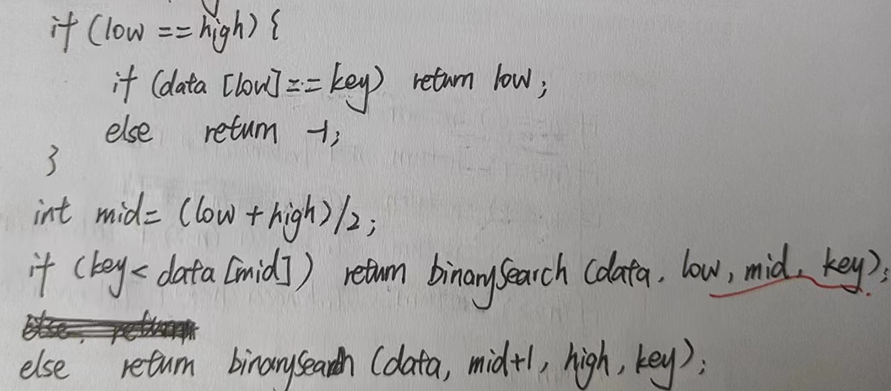 if (low == high) {
if (data [low] == key) return low;
else return -1;
}
int mid = (low + high)/2;
if (key < data [mid]) return binarySearch (data, low, mid, key);
else return binarySearch (data, mid+1, high, key);